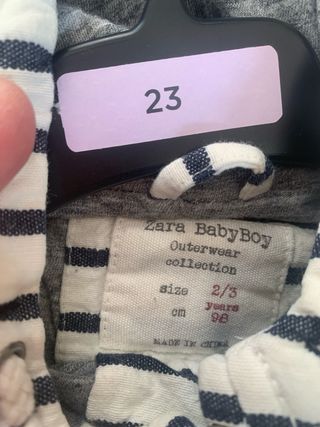 23
Zara BabyBoy
Outerwear
collection
size 2/3
years
cm 98
MADE IN CHINA